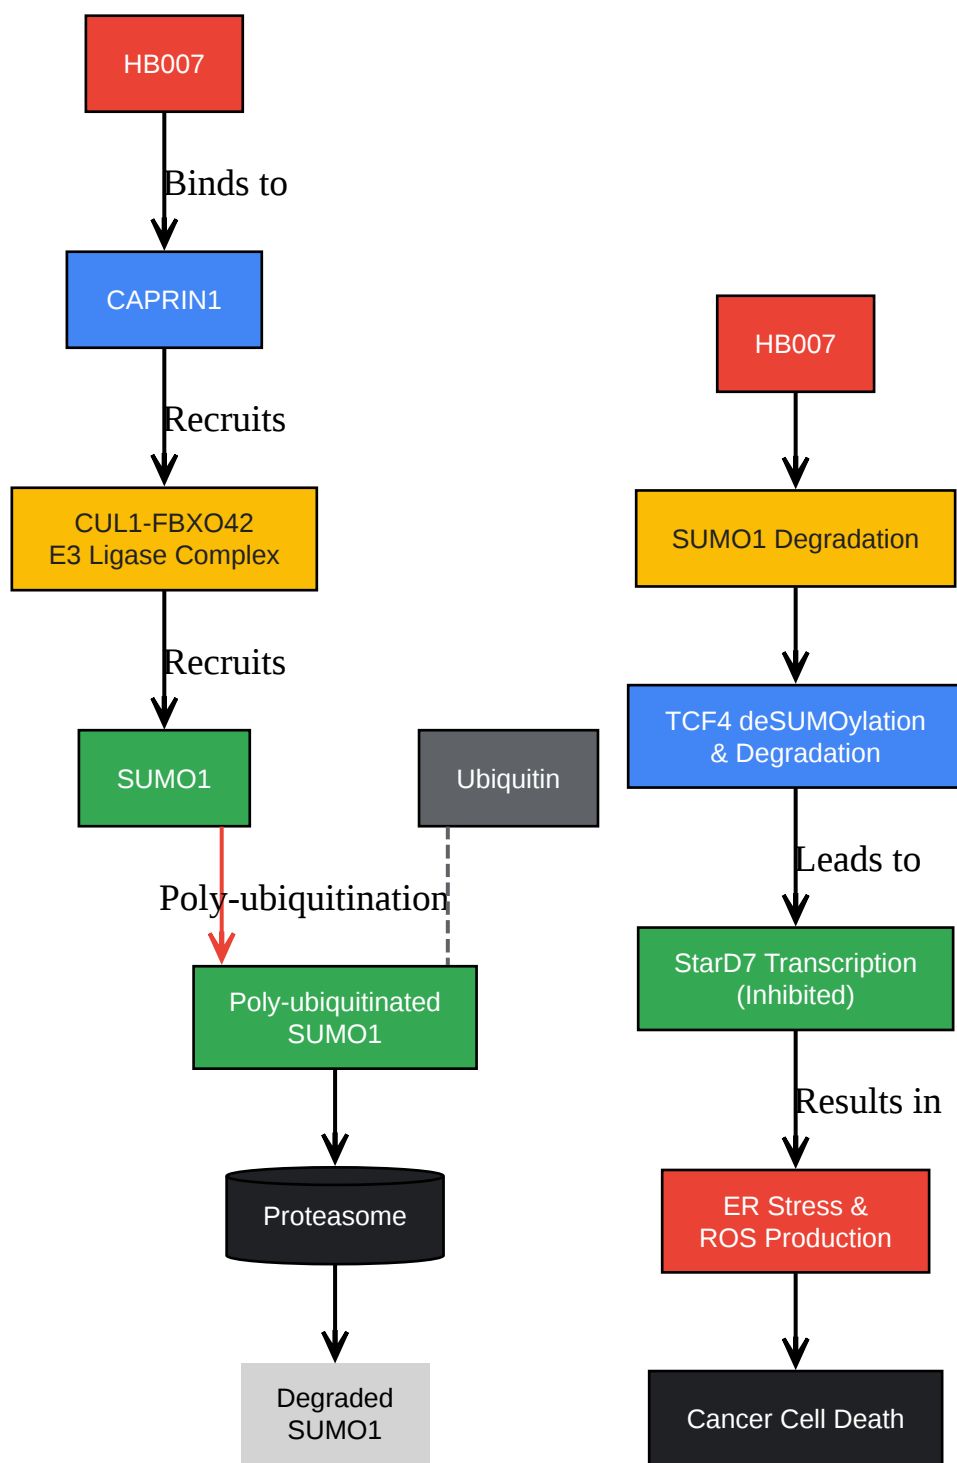 HB007
Binds to
CAPRIN1
Recruits
CUL1-FBXO42
E3 Ligase Complex
Recruits
SUMO1
Ubiquitin
Poly-ubiquitination
Poly-ubiquitinated
SUMO1
Proteasome
Degraded
SUMO1
HB007
SUMO1 Degradation
TCF4 deSUMOylation
& Degradation
Leads to
StarD7 Transcription
(Inhibited)
Results in
ER Stress &
ROS Production
Cancer Cell Death